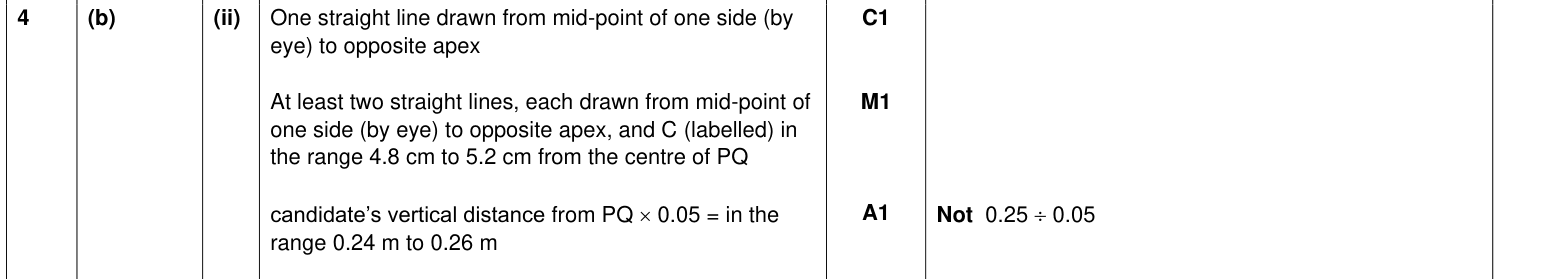 4 (b) (ii) One straight line drawn from mid-point of one side (by C1
eye) to opposite apex
At least two straight lines, each drawn from mid-point of M1
one side (by eye) to opposite apex, and C (labelled) in
the range 4.8 cm to 5.2 cm from the centre of PQ
candidate’s vertical distance from PQ × 0.05 = in the A1 Not 0.25 ÷ 0.05
range 0.24 m to 0.26 m